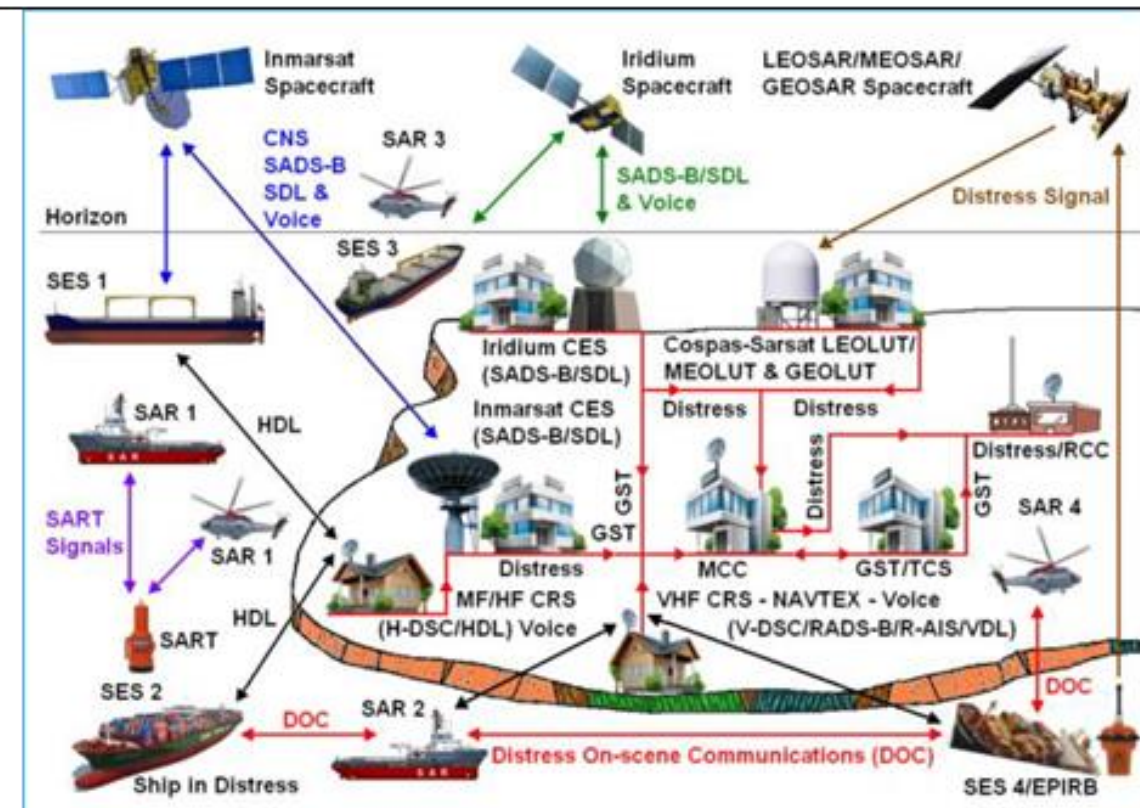 Inmarsat
Spacecraft
Iridium
Spacecraft
LEOSAR/MEOSAR/
GEOSAR Spacecraft
CNS
SADS-B
SDL &
Voice
SAR 3
SADS-B/SDL
& Voice
Distress Signal
Horizon
SES 1
SES 3
Iridium CES
(SADS-B/SDL)
Cospas-Sarsat LEOLUT/
MEOLUT & GEOLUT
Distress
Distress
HDL
SAR 1
SAR
Inmarsat CES
(SADS-B/SDL)
Distress/RCC
GST
Distress
GST
SART
Signals
SAR 1
GST
SAR 4
Distress
MCC
GST/TCS
HDL
MF/HF CRS
(H-DSC/HDL) Voice
VHF CRS - NAVTEX - Voice
(V-DSC/RADS-B/R-AIS/VDL)
SART
SES 2
DOC
SAR 2
SAR
DOC
Distress On-scene Communications (DOC)
Ship in Distress
SES 4/EPIRB